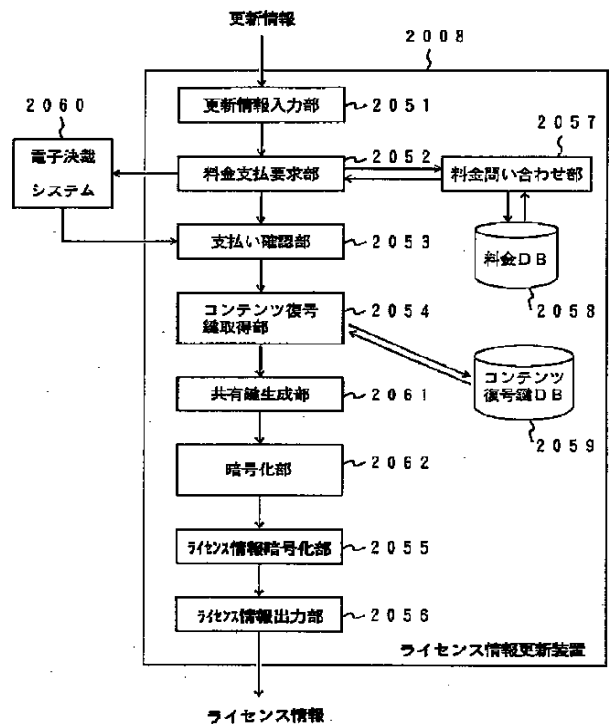 更新情報
2008
更新情報入力部
2051
2060
電子決裁
システム
料金支払要求部
2052
2057
料金問い合わせ部
支払い確認部
2053
料金DB
2058
コンテンツ復号
鍵取得部
2054
コンテンツ
復号鍵DB
2059
共有鍵生成部
2061
暗号化部
2062
ライセンス情報暗号化部
2055
ライセンス情報出力部
2056
ライセンス情報更新装置
ライセンス情報